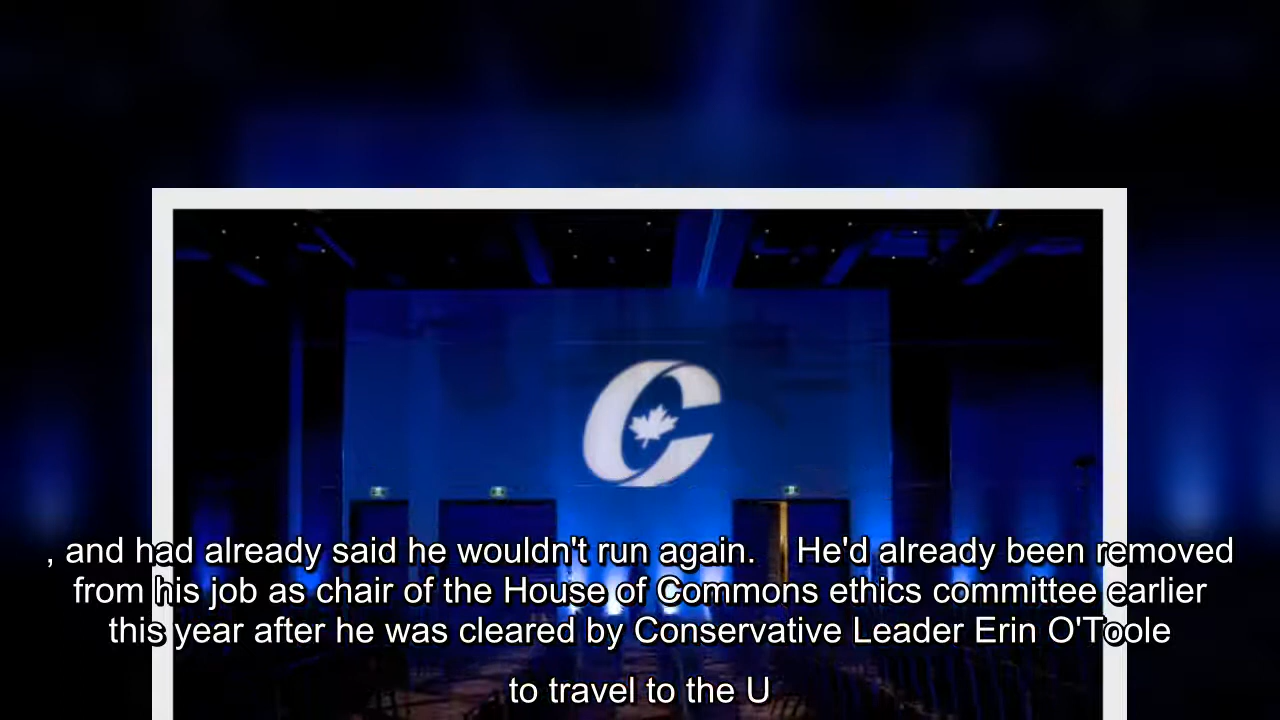 , and had already said he wouldn't run again.    He'd already been removed
from his job as chair of the House of Commons ethics committee earlier
this year after he was cleared by Conservative Leader Erin O'Toole
to travel to the U